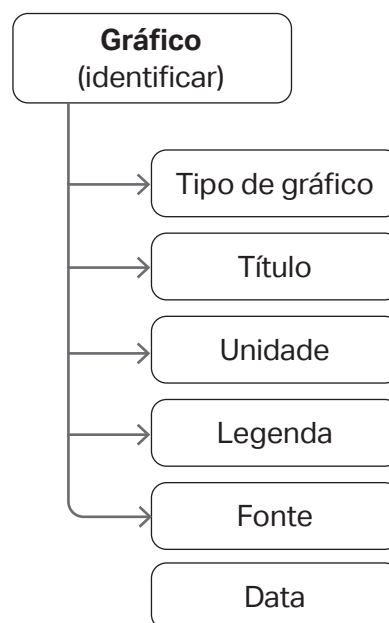 Gráfico
(identificar)
Tipo de gráfico
Título
Unidade
Legenda
Fonte
Data